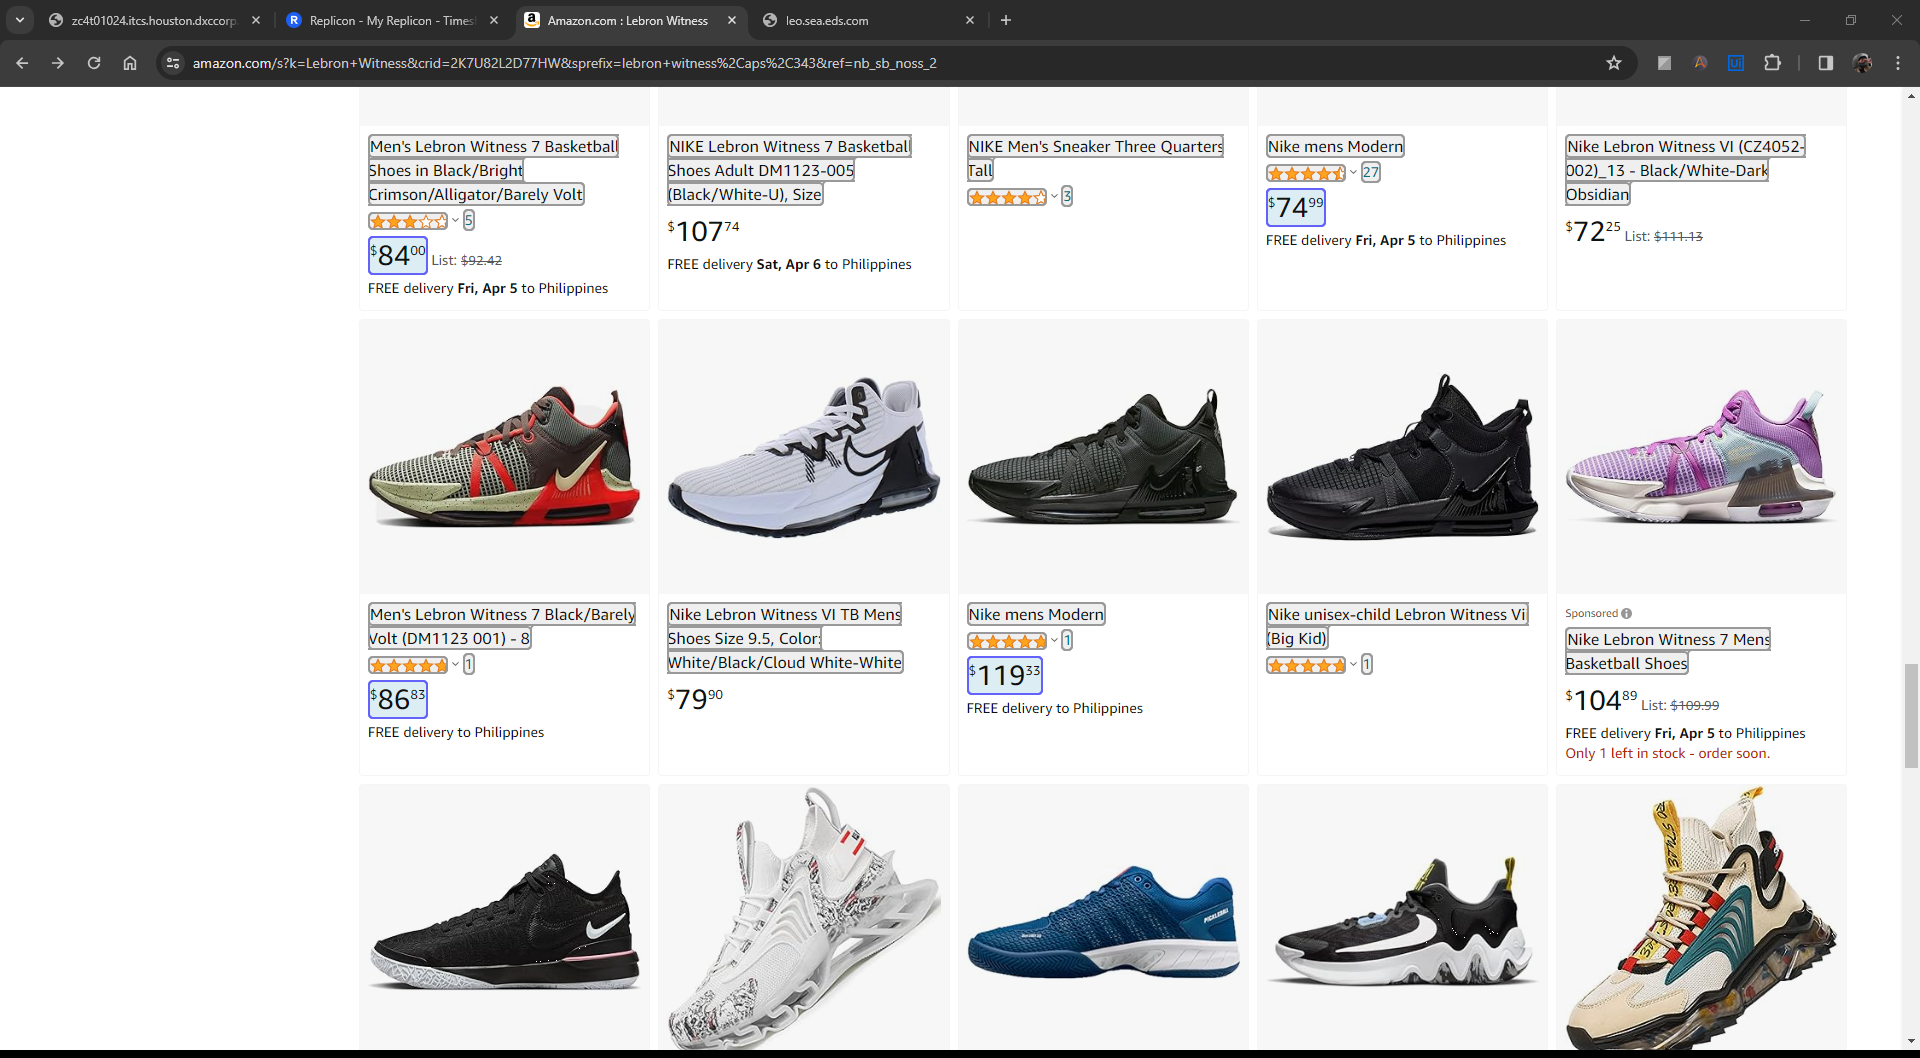 zc4t01024.itcs.houston.dxccorp
Replicon - My Replicon - Times
Amazon.com : Lebron Witness
leo.sea.eds.com
amazon.com/s?k=Lebron+Witness&crid=2K7U82L2D77HW&sprefix=lebron+witness%2Caps%2C343&ref=nb_sb_noss_2
Men's Lebron Witness 7 Basketball
Shoes in Black/Bright
Crimson/Alligator/Barely Volt
5
$84.00 List: $92.42
FREE delivery Fri, Apr 5 to Philippines
NIKE Lebron Witness 7 Basketball
Shoes Adult DM1123-005
(Black/White-U), Size
$107.74
FREE delivery Sat, Apr 6 to Philippines
NIKE Men's Sneaker Three Quarters
Tall
3
Nike mens Modern
27
$74.99
FREE delivery Fri, Apr 5 to Philippines
Nike Lebron Witness VI (CZ4052-
002)_13 - Black/White-Dark
Obsidian
$72.25 List: $111.13
Men's Lebron Witness 7 Black/Barely
Volt (DM1123 001) - 8
1
$86.83
FREE delivery to Philippines
Nike Lebron Witness VI TB Mens
Shoes Size 9.5, Color:
White/Black/Cloud White-White
$79.90
Nike mens Modern
1
$119.33
FREE delivery to Philippines
Nike unisex-child Lebron Witness Vi
(Big Kid)
1
Sponsored
Nike Lebron Witness 7 Mens
Basketball Shoes
$104.89 List: $109.99
FREE delivery Fri, Apr 5 to Philippines
Only 1 left in stock - order soon.
PICKLEBALL